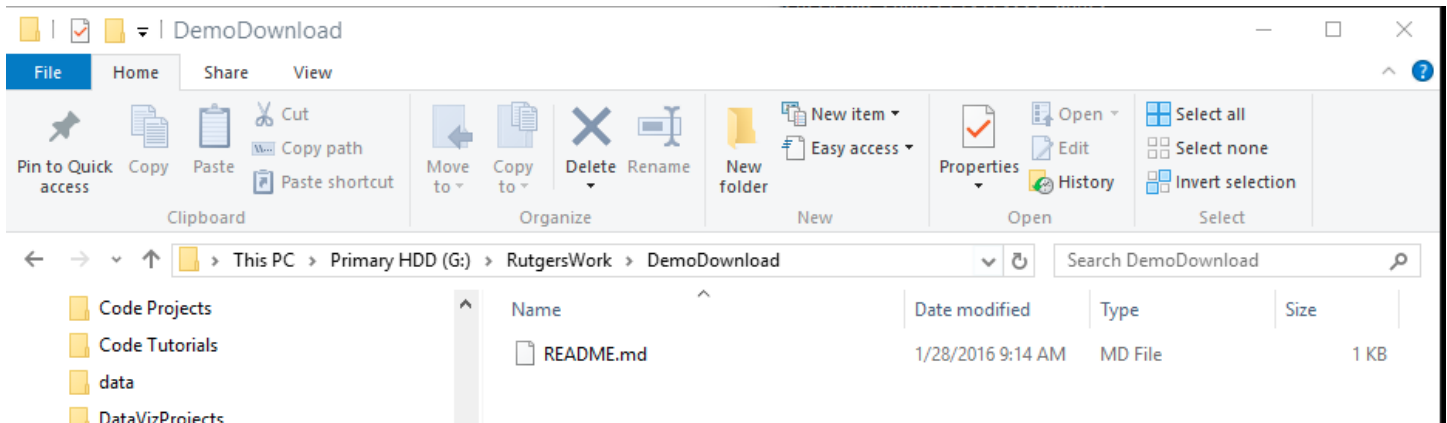 DemoDownload
File Home Share View
Pin to Quick access
Copy
Paste
Cut
W... Copy path
Paste shortcut
Clipboard
Move to
Copy to
Delete
Rename
Organize
New folder
New item
Easy access
New
Properties
Open
Edit
History
Open
Select all
Select none
Invert selection
Select
This PC > Primary HDD (G:) > RutgersWork > DemoDownload
Search DemoDownload
Code Projects
Code Tutorials
data
DataVizProjects
Name Date modified Type Size
README.md 1/28/2016 9:14 AM MD File 1 KB